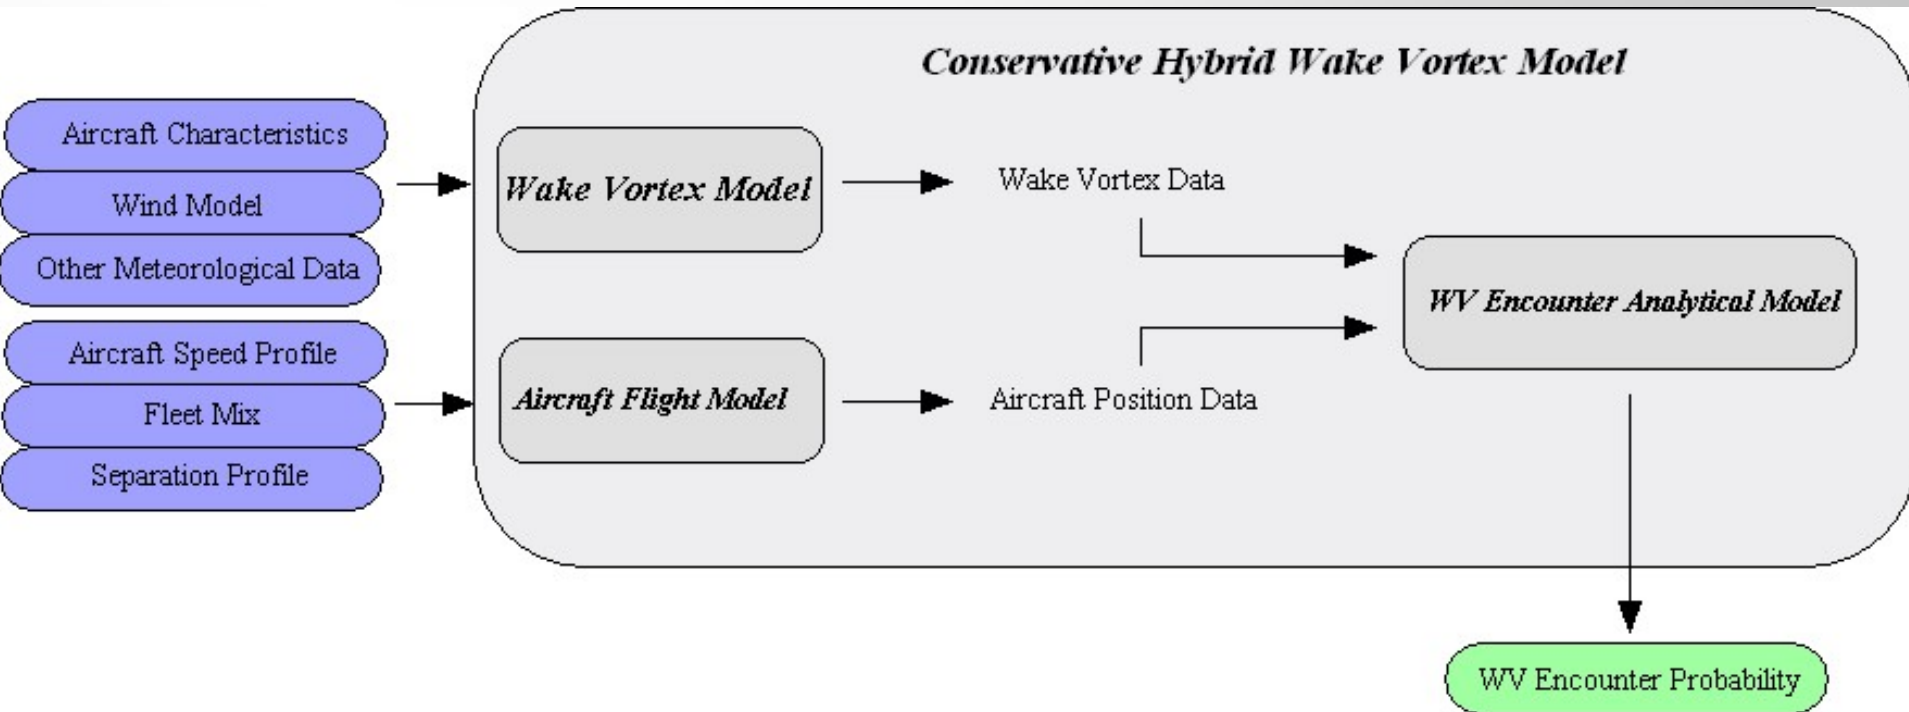 Conservative Hybrid Wake Vortex Model
Aircraft Characteristics
Wind Model
Other Meteorological Data
Wake Vortex Model
Wake Vortex Data
Aircraft Speed Profile
Fleet Mix
Separation Profile
Aircraft Flight Model
Aircraft Position Data
WV Encounter Analytical Model
WV Encounter Probability